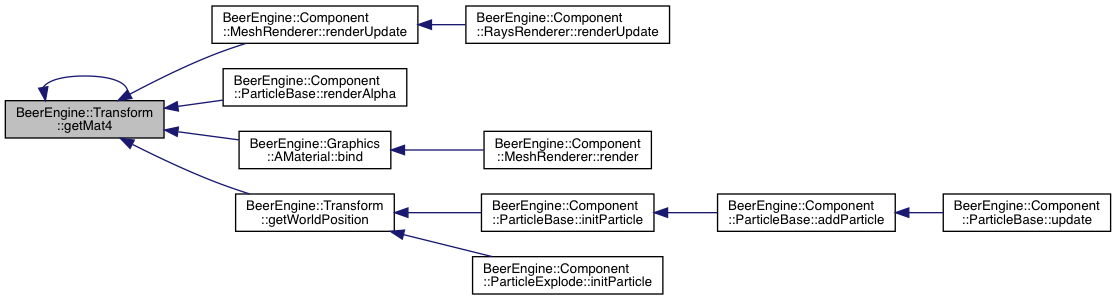 BeerEngine::Component
::MeshRenderer::renderUpdate
BeerEngine::Component
::RaysRenderer::renderUpdate
BeerEngine::Component
::ParticleBase::renderAlpha
BeerEngine::Transform
::getMat4
BeerEngine::Graphics
::AMaterial::bind
BeerEngine::Component
::MeshRenderer::render
BeerEngine::Transform
::getWorldPosition
BeerEngine::Component
::ParticleBase::initParticle
BeerEngine::Component
::ParticleBase::addParticle
BeerEngine::Component
::ParticleBase::update
BeerEngine::Component
::ParticleExplode::initParticle